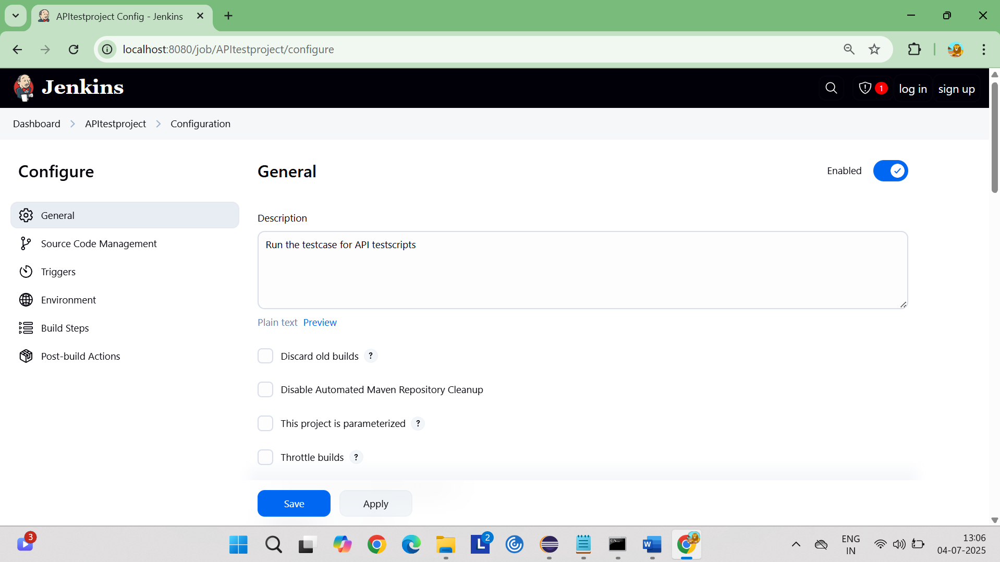 APItestproject Config - Jenkins
localhost:8080/job/APItestproject/configure
Jenkins
1
log in
sign up
Dashboard
APItestproject
Configuration
Configure
General
Source Code Management
Triggers
Environment
Build Steps
Post-build Actions
General
Enabled
Description
Run the testcase for API testscripts
Plain text Preview
Discard old builds ?
Disable Automated Maven Repository Cleanup
This project is parameterized ?
Throttle builds ?
Save
Apply
3
L
2
W
ENG
IN
13:06
04-07-2025